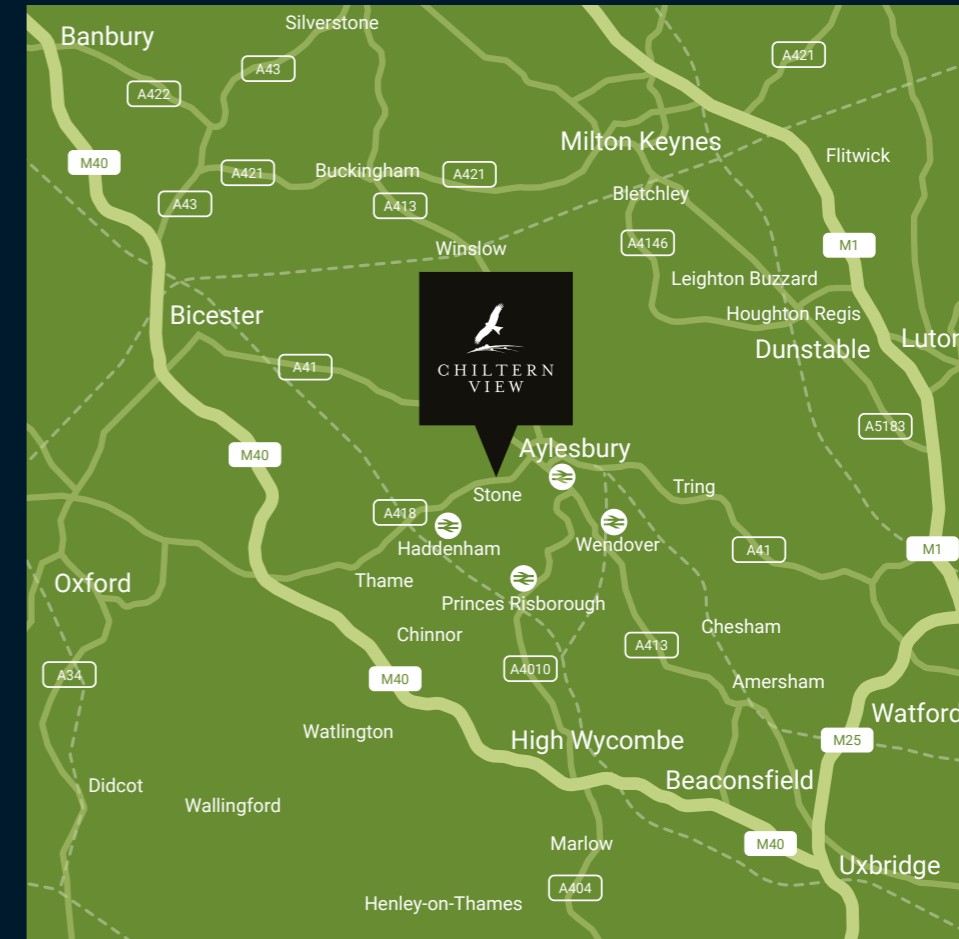 Silverstone
Banbury
A421
A43
A422
Milton Keynes
Flitwick
M40
Buckingham
A421
A421
Bletchley
A43
A413
A4146
M1
Winslow
Leighton Buzzard
Houghton Regis
Bicester
Luton
Dunstable
A41
CHILTERN
VIEW
A5183
Aylesbury
M40
Tring
Stone
A418
Haddenham
Wendover
A41
M1
Thame
Oxford
Princes Risborough
Chesham
Chinnor
A413
A4010
A34
M40
Amersham
Watford
Watlington
High Wycombe
M25
Beaconsfield
Didcot
Wallingford
Marlow
M40
Uxbridge
A404
Henley-on-Thames